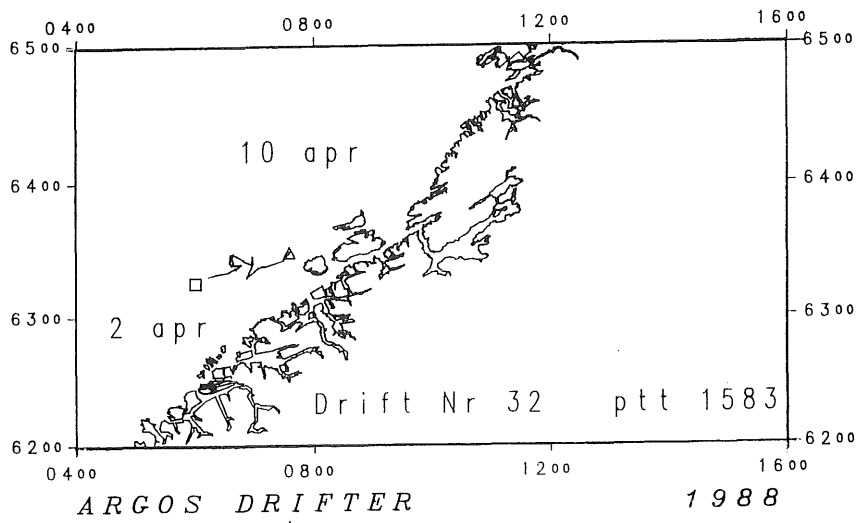 0400 0800 1200 1600
6500 6500
10 apr
6400 6400
6300 6300
2 apr
Drift Nr 32 ptt 1583
6200 6200
0400 0800 1200 1600
ARGOS DRIFTER 1988